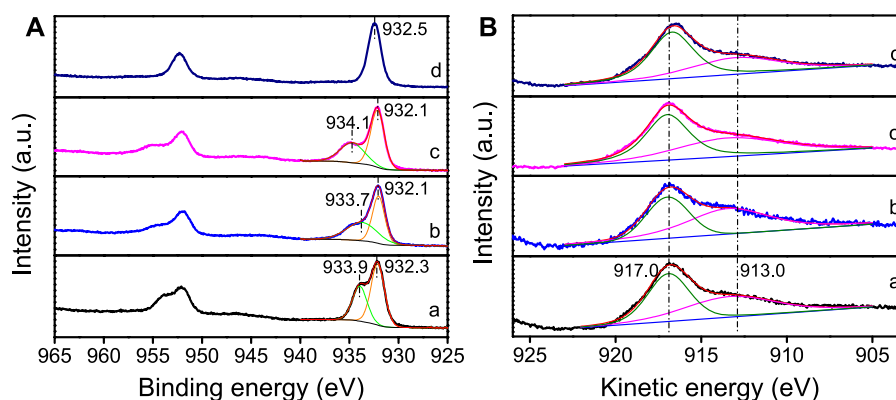 A
932.5
d
934.1
932.1
c
933.7
932.1
b
933.9
932.3
a
Intensity (a.u.)
965 960 955 950 945 940 935 930 925
Binding energy (eV)
B
d
c
b
917.0
913.0
a
Intensity (a.u.)
925 920 915 910 905
Kinetic energy (eV)